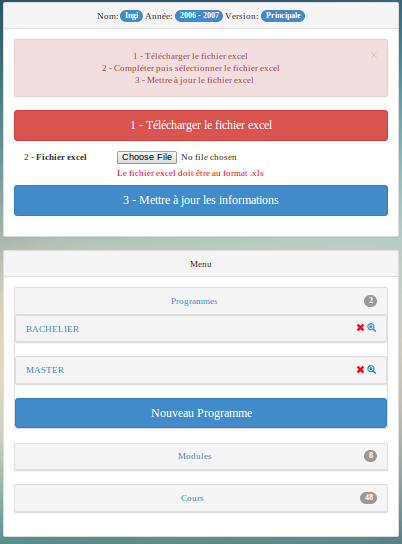 Nom: Ingi Année: 2006 - 2007 Version: Principale
1 - Télécharger le fichier excel ×
2 - Compléter puis sélectionner le fichier excel
3 - Mettre à jour le fichier excel
1 - Télécharger le fichier excel
2 - Fichier excel Choose File No file chosen
Le fichier excel doit être au format .xls
3 - Mettre à jour les informations
Menu
Programmes 2
BACHELIER
MASTER
Nouveau Programme
Modules 8
Cours 48